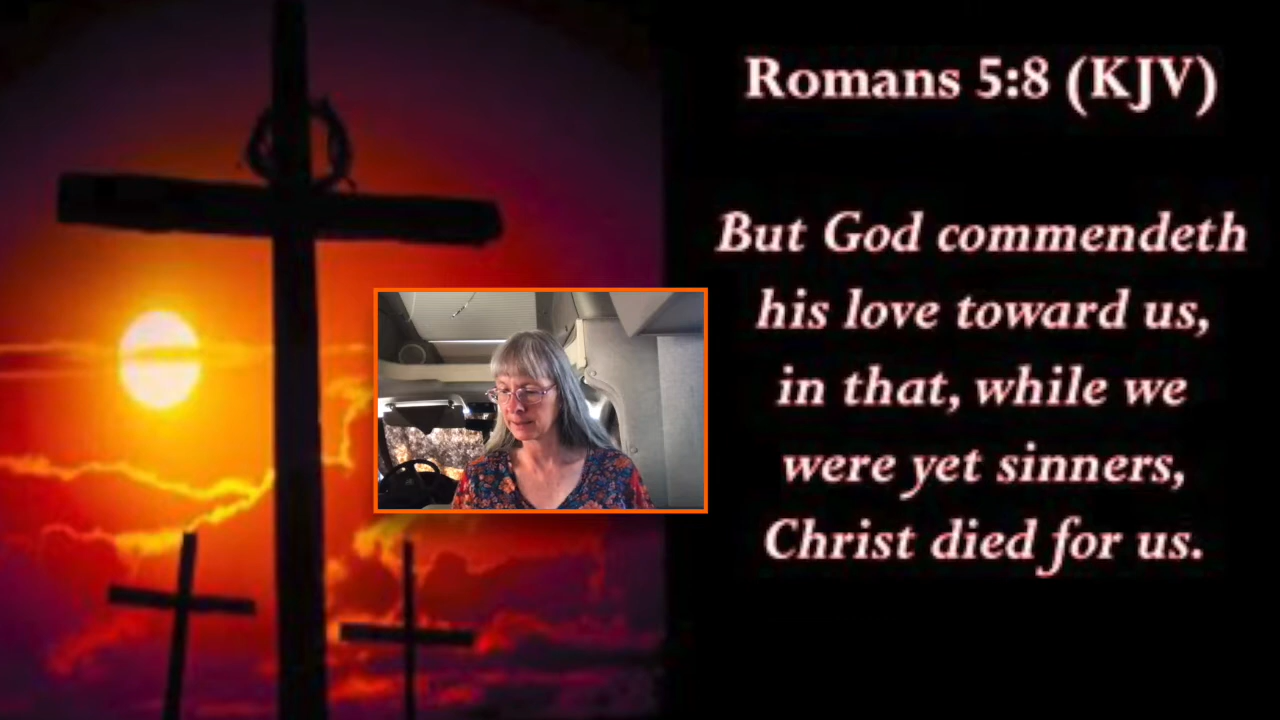 Romans 5:8 (KJV)
But God commendeth
his love toward us,
in that, while we
were yet sinners,
Christ died for us.